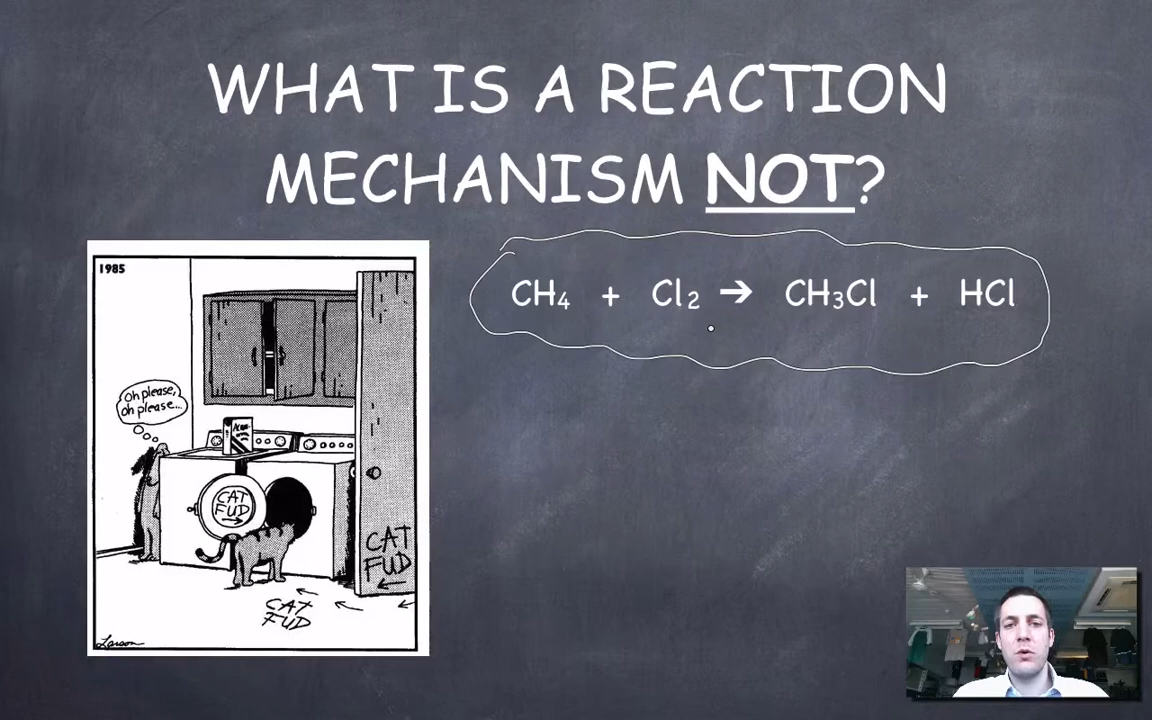 WHAT IS A REACTION
MECHANISM NOT?
CH₄ + Cl₂ ➔ CH₃Cl + HCl
1985
Oh please,
oh please...
CAT
FUD
CAT
FUD
CAT
FUD
Larson